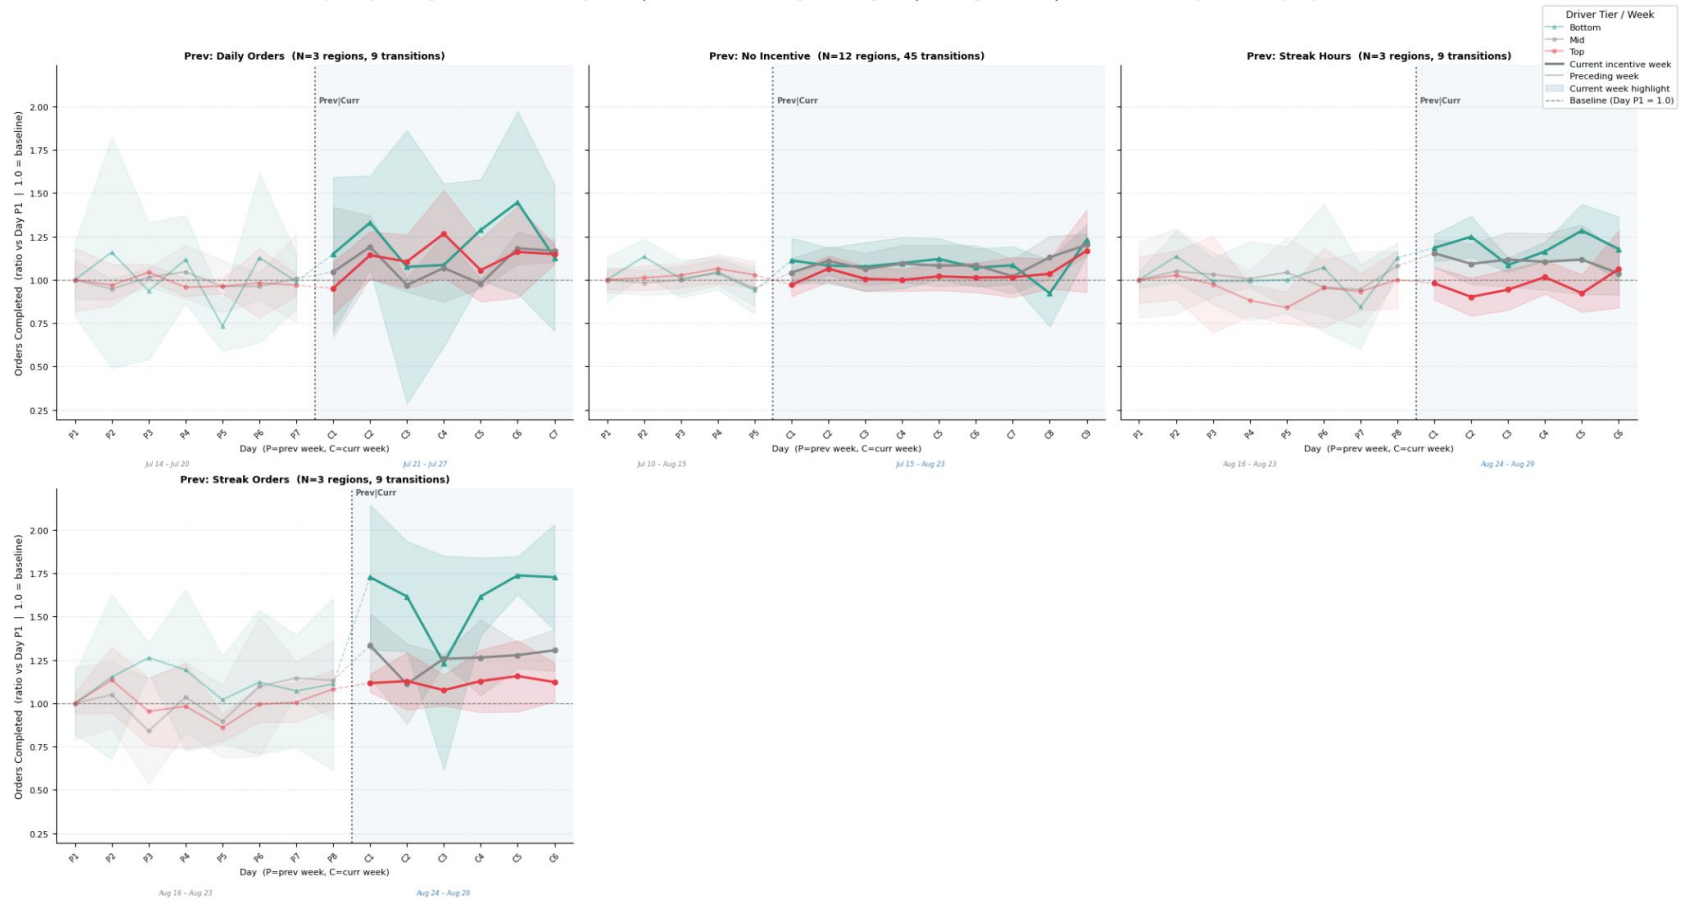 Driver Tier / Week
Bottom
Mid
Top
Current incentive week
Preceding week
Current week highlight
Baseline (Day P1 = 1.0)
Prev: Daily Orders (N=3 regions, 9 transitions)
Orders Completed (ratio vs Day P1 | 1.0 = baseline)
2.00
1.75
1.50
1.25
1.00
0.75
0.50
0.25
Prev|Curr
P1 P2 P3 P4 P5 P6 P7 C1 C2 C3 C4 C5 C6 C7
Day (P=prev week, C=curr week)
Jul 14 – Jul 20 Jul 21 – Jul 27
Prev: No Incentive (N=12 regions, 45 transitions)
Prev|Curr
P1 P2 P3 P4 P5 C1 C2 C3 C4 C5 C6 C7 C8 C9
Day (P=prev week, C=curr week)
Jul 10 – Aug 15 Jul 15 – Aug 23
Prev: Streak Hours (N=3 regions, 9 transitions)
Prev|Curr
P1 P2 P3 P4 P5 P6 P7 P8 C1 C2 C3 C4 C5 C6
Day (P=prev week, C=curr week)
Aug 16 – Aug 23 Aug 24 – Aug 29
Prev: Streak Orders (N=3 regions, 9 transitions)
Orders Completed (ratio vs Day P1 | 1.0 = baseline)
2.00
1.75
1.50
1.25
1.00
0.75
0.50
0.25
Prev|Curr
P1 P2 P3 P4 P5 P6 P7 P8 C1 C2 C3 C4 C5 C6
Day (P=prev week, C=curr week)
Aug 16 – Aug 23 Aug 24 – Aug 29